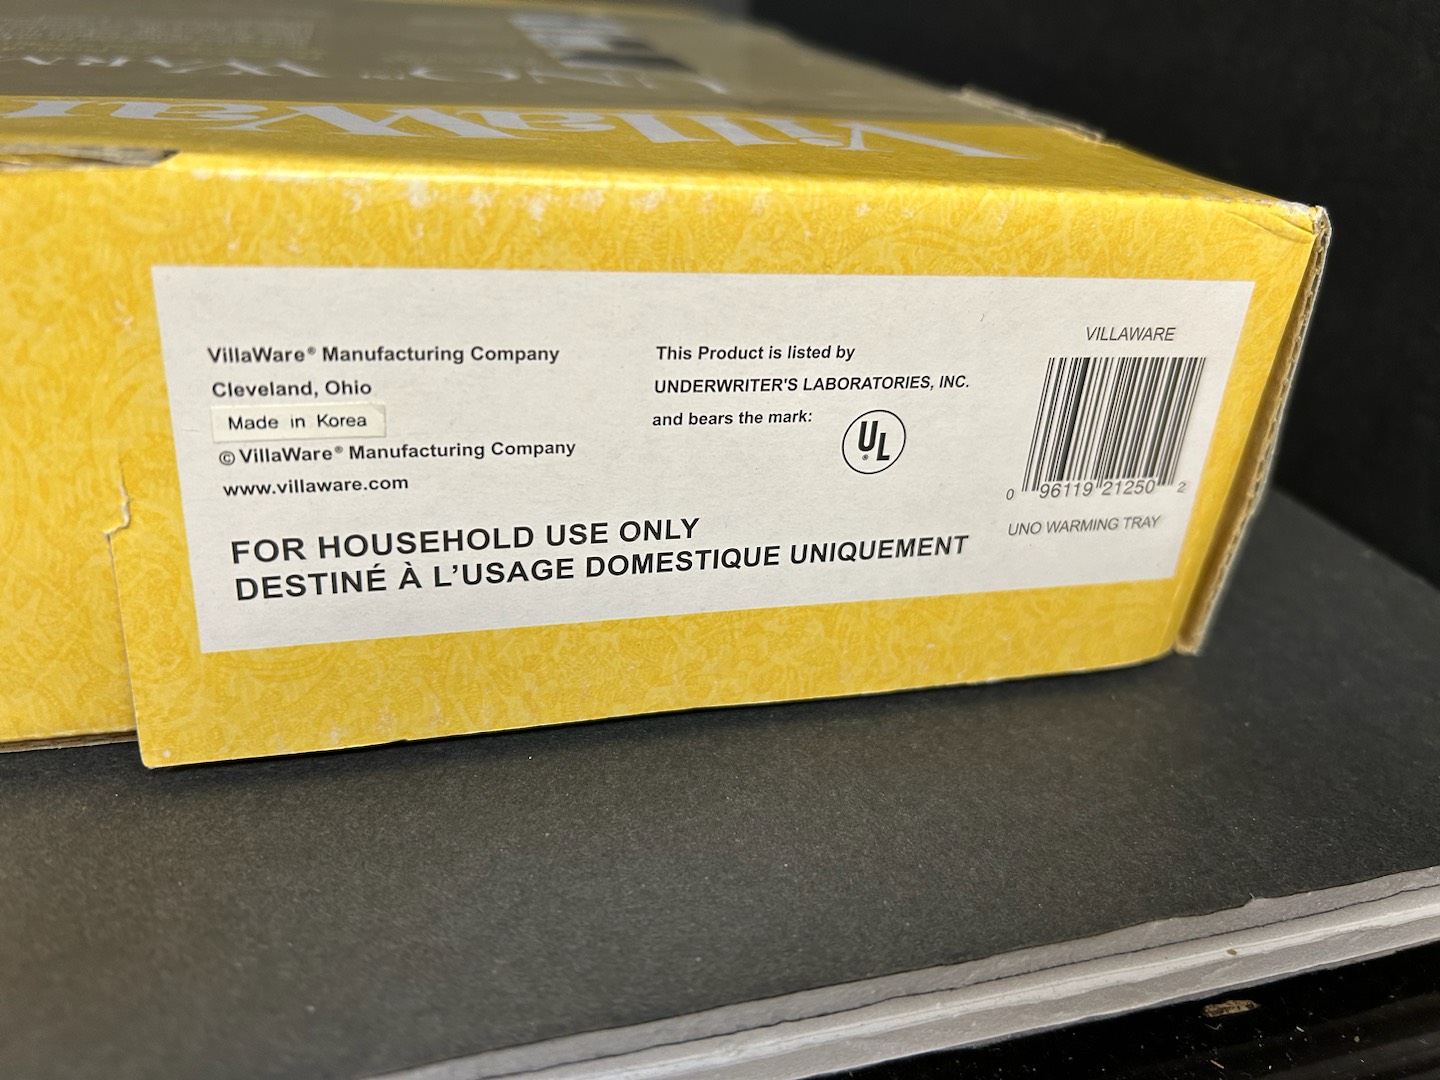 VillaWare
VillaWare® Manufacturing Company
Cleveland, Ohio
Made in Korea
© VillaWare® Manufacturing Company
www.villaware.com
This Product is listed by
UNDERWRITER'S LABORATORIES, INC.
and bears the mark:
UL
®
FOR HOUSEHOLD USE ONLY
DESTINÉ À L'USAGE DOMESTIQUE UNIQUEMENT
VILLAWARE
0 96119 21250 2
UNO WARMING TRAY